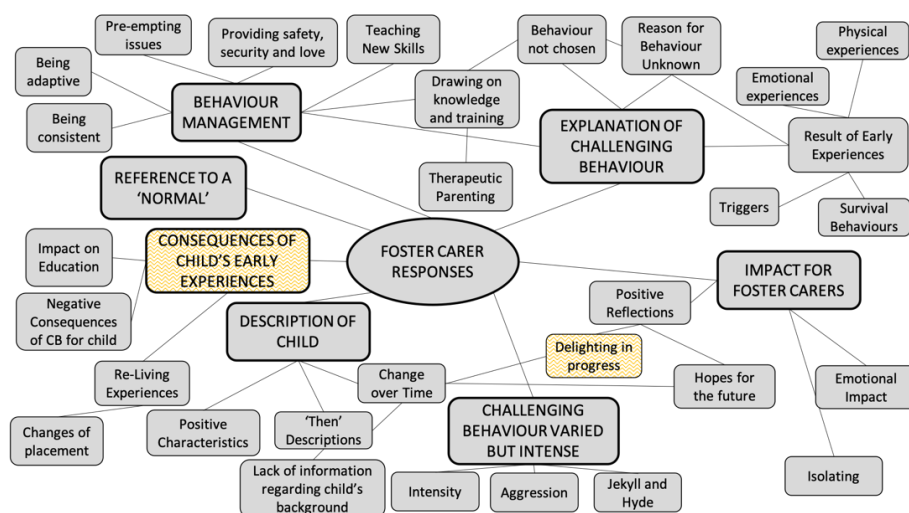 Pre-empting
issues
Providing safety,
security and love
Teaching
New Skills
Behaviour
not chosen
Reason for
Behaviour
Unknown
Physical
experiences
Being
adaptive
BEHAVIOUR
MANAGEMENT
Drawing on
knowledge
and training
Emotional
experiences
Being
consistent
EXPLANATION OF
CHALLENGING
BEHAVIOUR
Result of Early
Experiences
REFERENCE TO A
‘NORMAL’
Therapeutic
Parenting
Triggers
Survival
Behaviours
Impact on
Education
CONSEQUENCES OF
CHILD’S EARLY
EXPERIENCES
FOSTER CARER
RESPONSES
IMPACT FOR
FOSTER CARERS
Negative
Consequences
of CB for child
DESCRIPTION OF
CHILD
Positive
Reflections
Delighting in
progress
Re-Living
Experiences
Change
over Time
Hopes for
the future
Emotional
Impact
Changes of
placement
Positive
Characteristics
‘Then’
Descriptions
CHALLENGING
BEHAVIOUR VARIED
BUT INTENSE
Lack of information
regarding child’s
background
Intensity
Aggression
Jekyll and
Hyde
Isolating